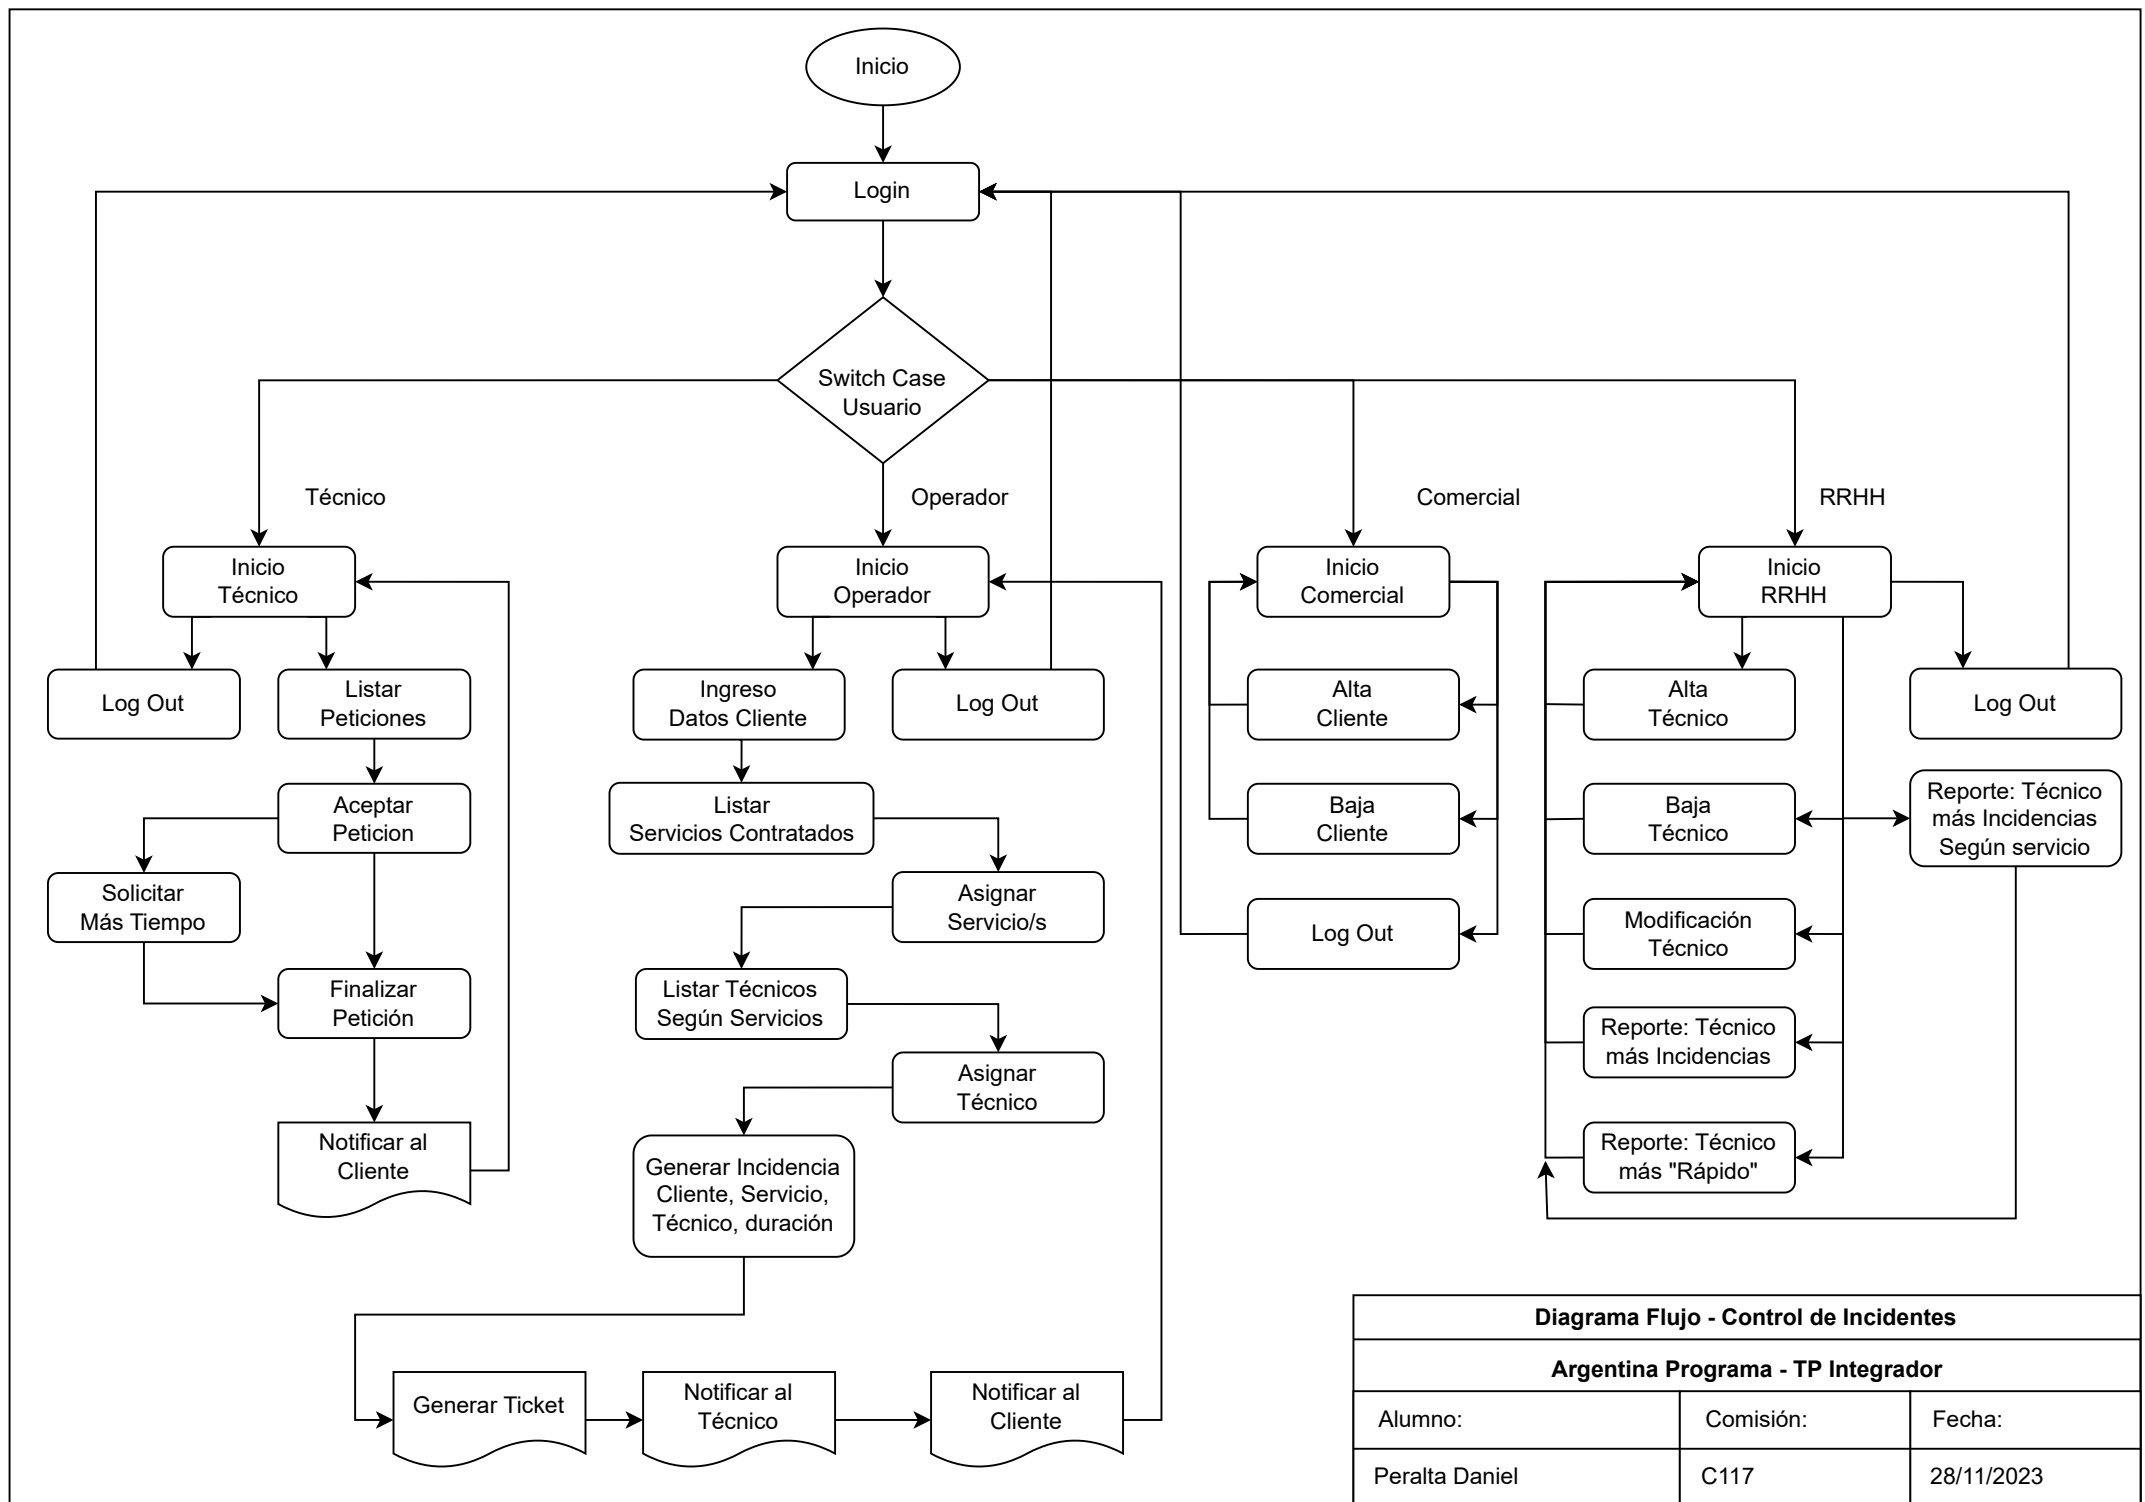 Inicio
Login
Switch Case
Usuario
Técnico
Operador
Comercial
RRHH
Inicio
Técnico
Log Out
Listar
Peticiones
Aceptar
Peticion
Solicitar
Más Tiempo
Finalizar
Petición
Notificar al
Cliente
Inicio
Operador
Ingreso
Datos Cliente
Log Out
Listar
Servicios Contratados
Asignar
Servicio/s
Listar Técnicos
Según Servicios
Asignar
Técnico
Generar Incidencia
Cliente, Servicio,
Técnico, duración
Generar Ticket
Notificar al
Técnico
Notificar al
Cliente
Inicio
Comercial
Alta
Cliente
Baja
Cliente
Log Out
Inicio
RRHH
Alta
Técnico
Log Out
Baja
Técnico
Reporte: Técnico
más Incidencias
Según servicio
Modificación
Técnico
Reporte: Técnico
más Incidencias
Reporte: Técnico
más "Rápido"
Diagrama Flujo - Control de Incidentes
Argentina Programa - TP Integrador
Alumno:
Comisión:
Fecha:
Peralta Daniel
C117
28/11/2023